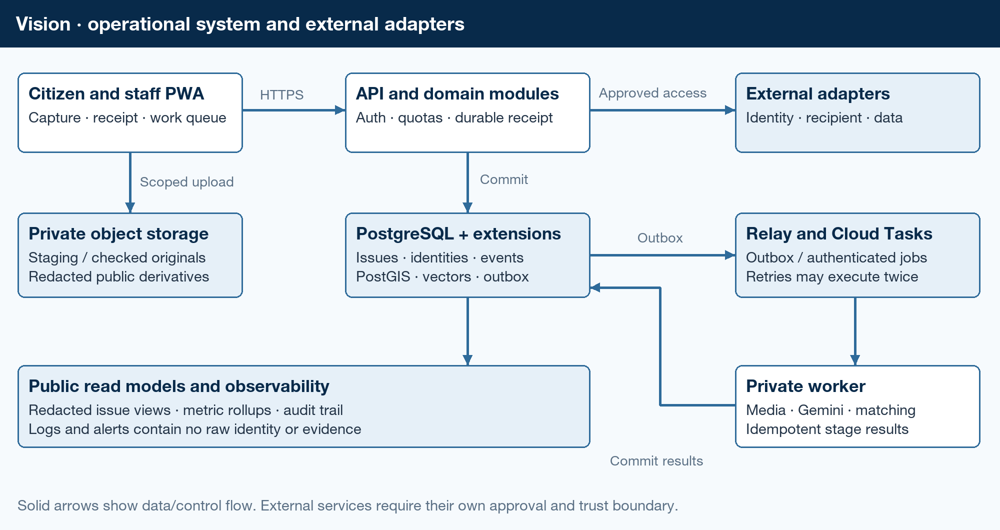 Vision · operational system and external adapters
Citizen and staff PWA
Capture · receipt · work queue
HTTPS
API and domain modules
Auth · quotas · durable receipt
Approved access
External adapters
Identity · recipient · data
Scoped upload
Commit
Private object storage
Staging / checked originals
Redacted public derivatives
PostgreSQL + extensions
Issues · identities · events
PostGIS · vectors · outbox
Outbox
Relay and Cloud Tasks
Outbox / authenticated jobs
Retries may execute twice
Public read models and observability
Redacted issue views · metric rollups · audit trail
Logs and alerts contain no raw identity or evidence
Private worker
Media · Gemini · matching
Idempotent stage results
Commit results
Solid arrows show data/control flow. External services require their own approval and trust boundary.